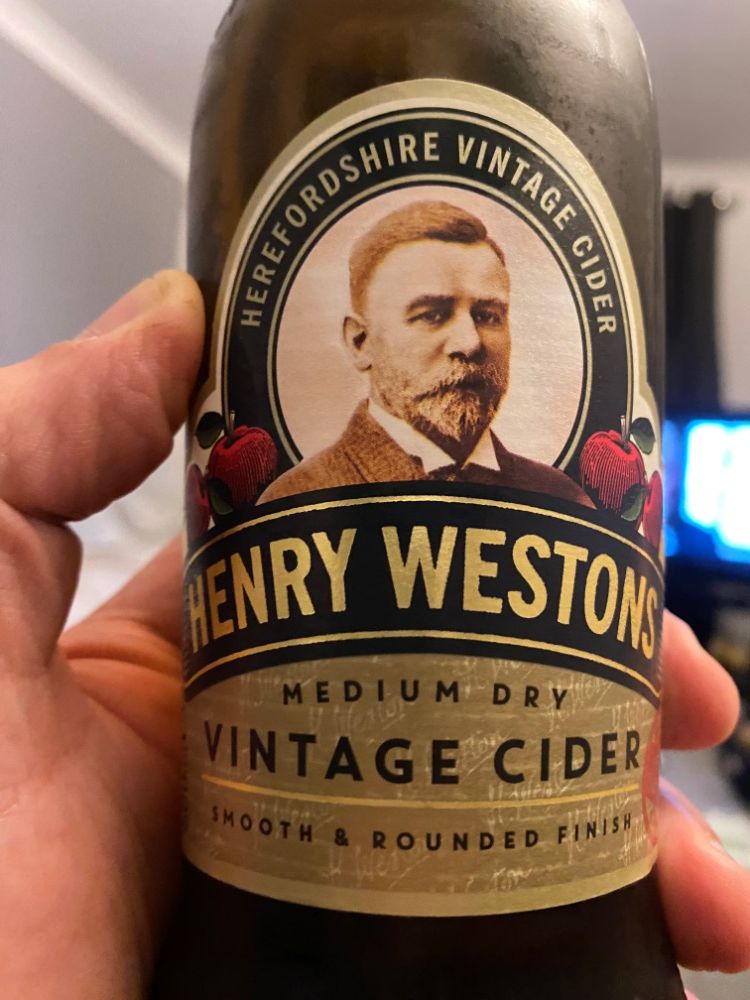 HEREFORDSHIRE VINTAGE CIDER
HENRY WESTONS
MEDIUM DRY
VINTAGE CIDER
SMOOTH & ROUNDED FINISH